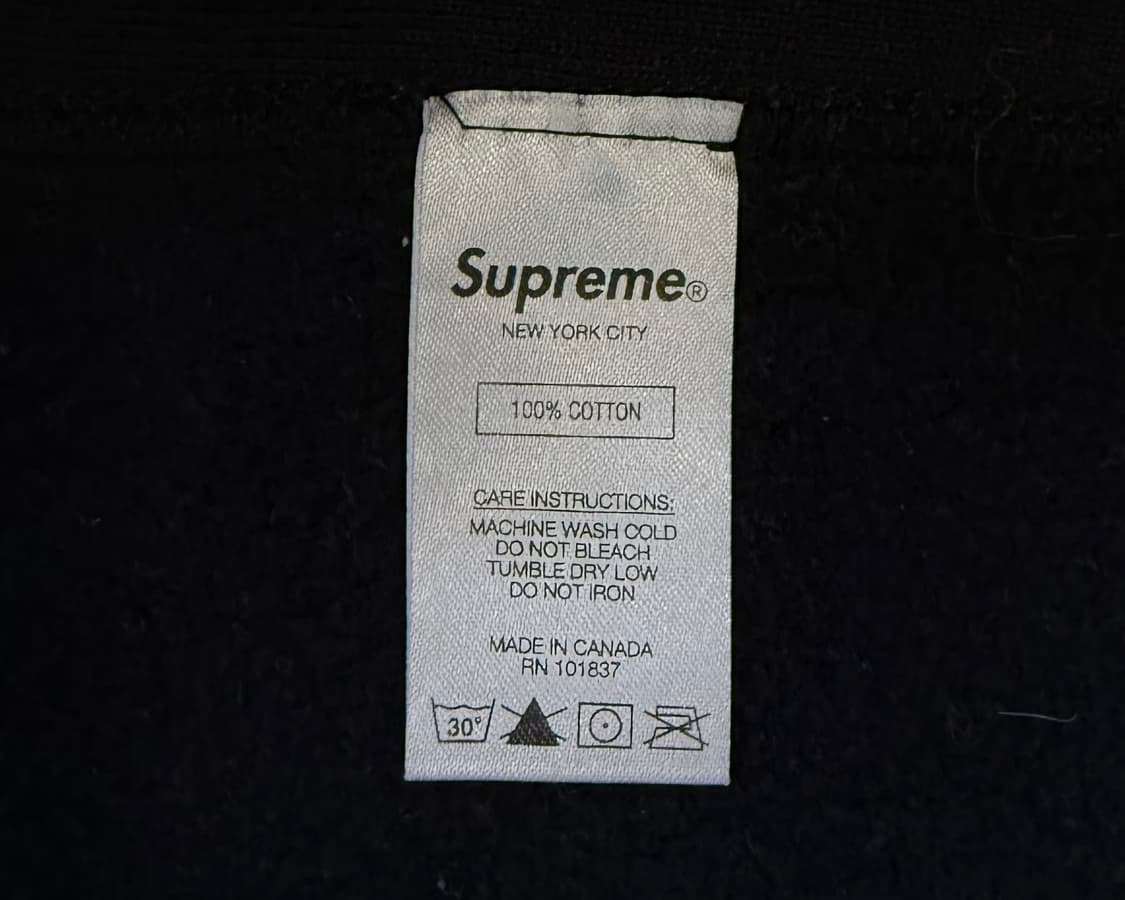 Supreme®
NEW YORK CITY
100% COTTON
CARE INSTRUCTIONS:
MACHINE WASH COLD
DO NOT BLEACH
TUMBLE DRY LOW
DO NOT IRON
MADE IN CANADA
RN 101837
30°